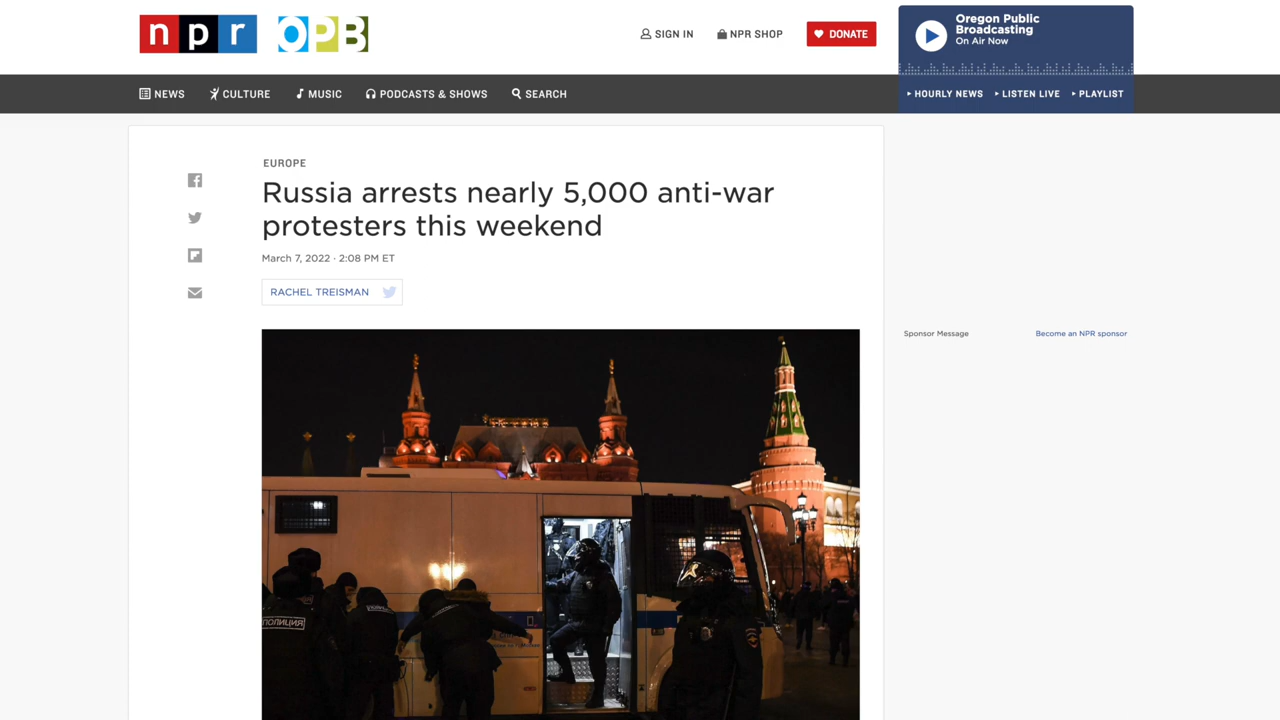 npr OPB
SIGN IN
NPR SHOP
DONATE
Oregon Public
Broadcasting
On Air Now
NEWS
CULTURE
MUSIC
PODCASTS & SHOWS
SEARCH
HOURLY NEWS
LISTEN LIVE
PLAYLIST
EUROPE
Russia arrests nearly 5,000 anti-war
protesters this weekend
March 7, 2022 · 2:08 PM ET
RACHEL TREISMAN
Sponsor Message
Become an NPR sponsor
ПОЛИЦИЯ